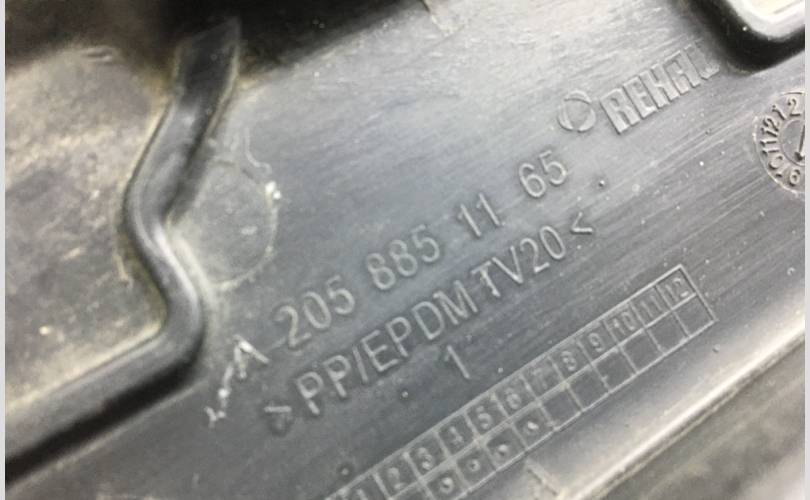 REHAU
A 205 885 11 65
>PP/EPDM TV20<
1
1 2 3 4 5 6 7 8 9 10 11 12